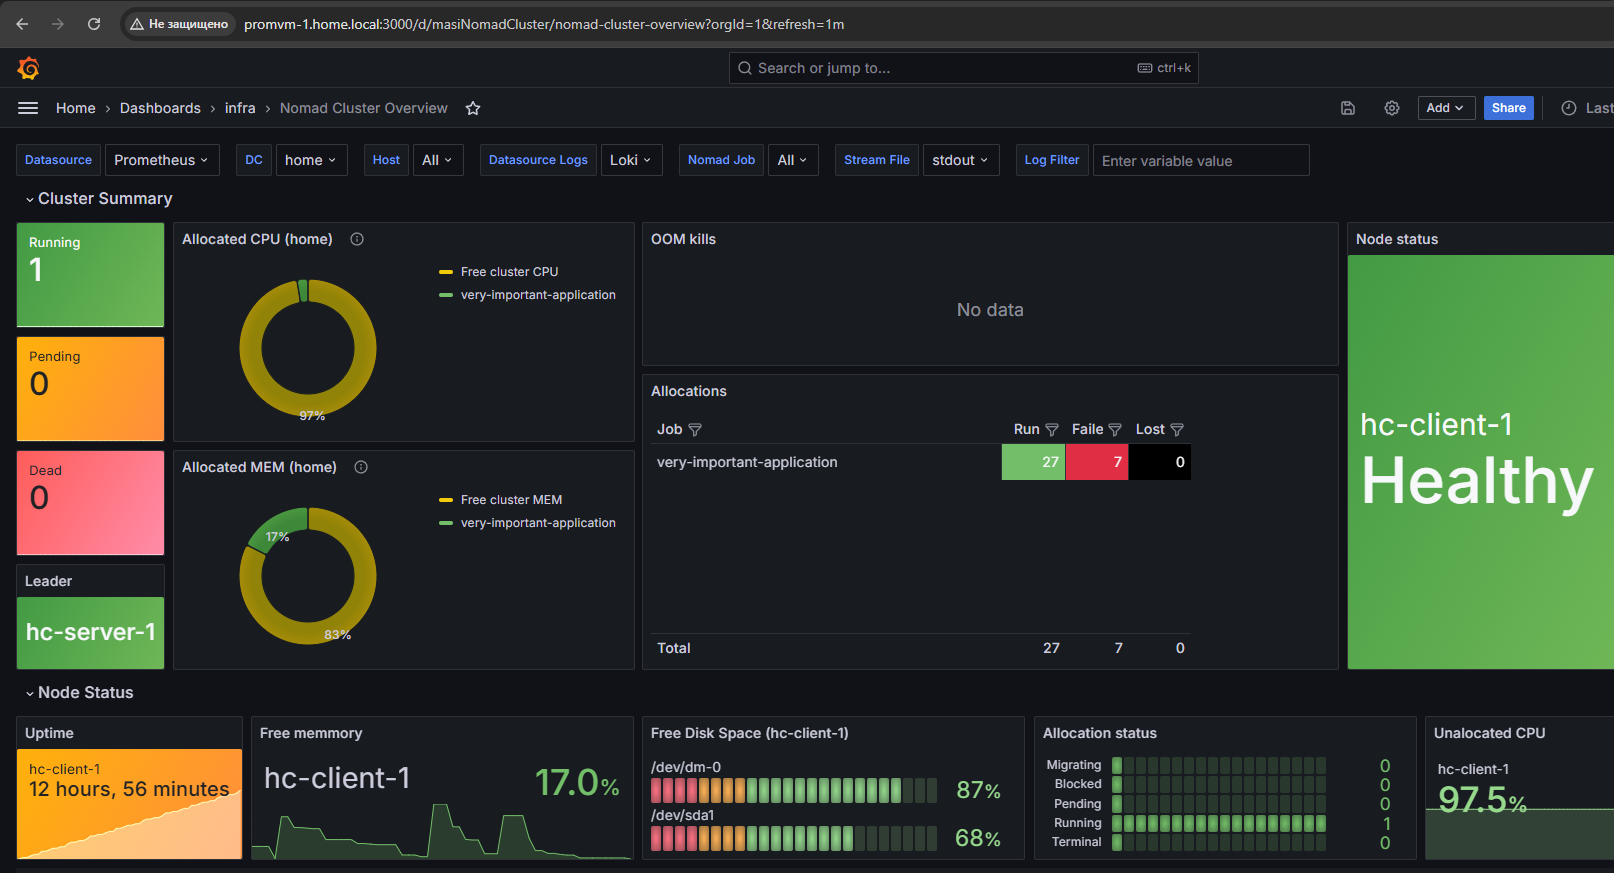 Не защищено promvm-1.home.local:3000/d/masiNomadCluster/nomad-cluster-overview?orgId=1&refresh=1m
Search or jump to... ctrl+k
Home › Dashboards › infra › Nomad Cluster Overview
Add
Share
Last
Datasource Prometheus DC home Host All Datasource Logs Loki Nomad Job All Stream File stdout Log Filter Enter variable value
Cluster Summary
Running
1
Pending
0
Dead
0
Leader
hc-server-1
Allocated CPU (home)
Free cluster CPU
very-important-application
97%
Allocated MEM (home)
Free cluster MEM
very-important-application
17%
83%
OOM kills
No data
Allocations
Job Run Faile Lost
very-important-application 27 7 0
Total 27 7 0
Node status
hc-client-1
Healthy
Node Status
Uptime
hc-client-1
12 hours, 56 minutes
Free memmory
hc-client-1 17.0%
Free Disk Space (hc-client-1)
/dev/dm-0
87%
/dev/sda1
68%
Allocation status
Migrating 0
Blocked 0
Pending 0
Running 1
Terminal 0
Unalocated CPU
hc-client-1
97.5%